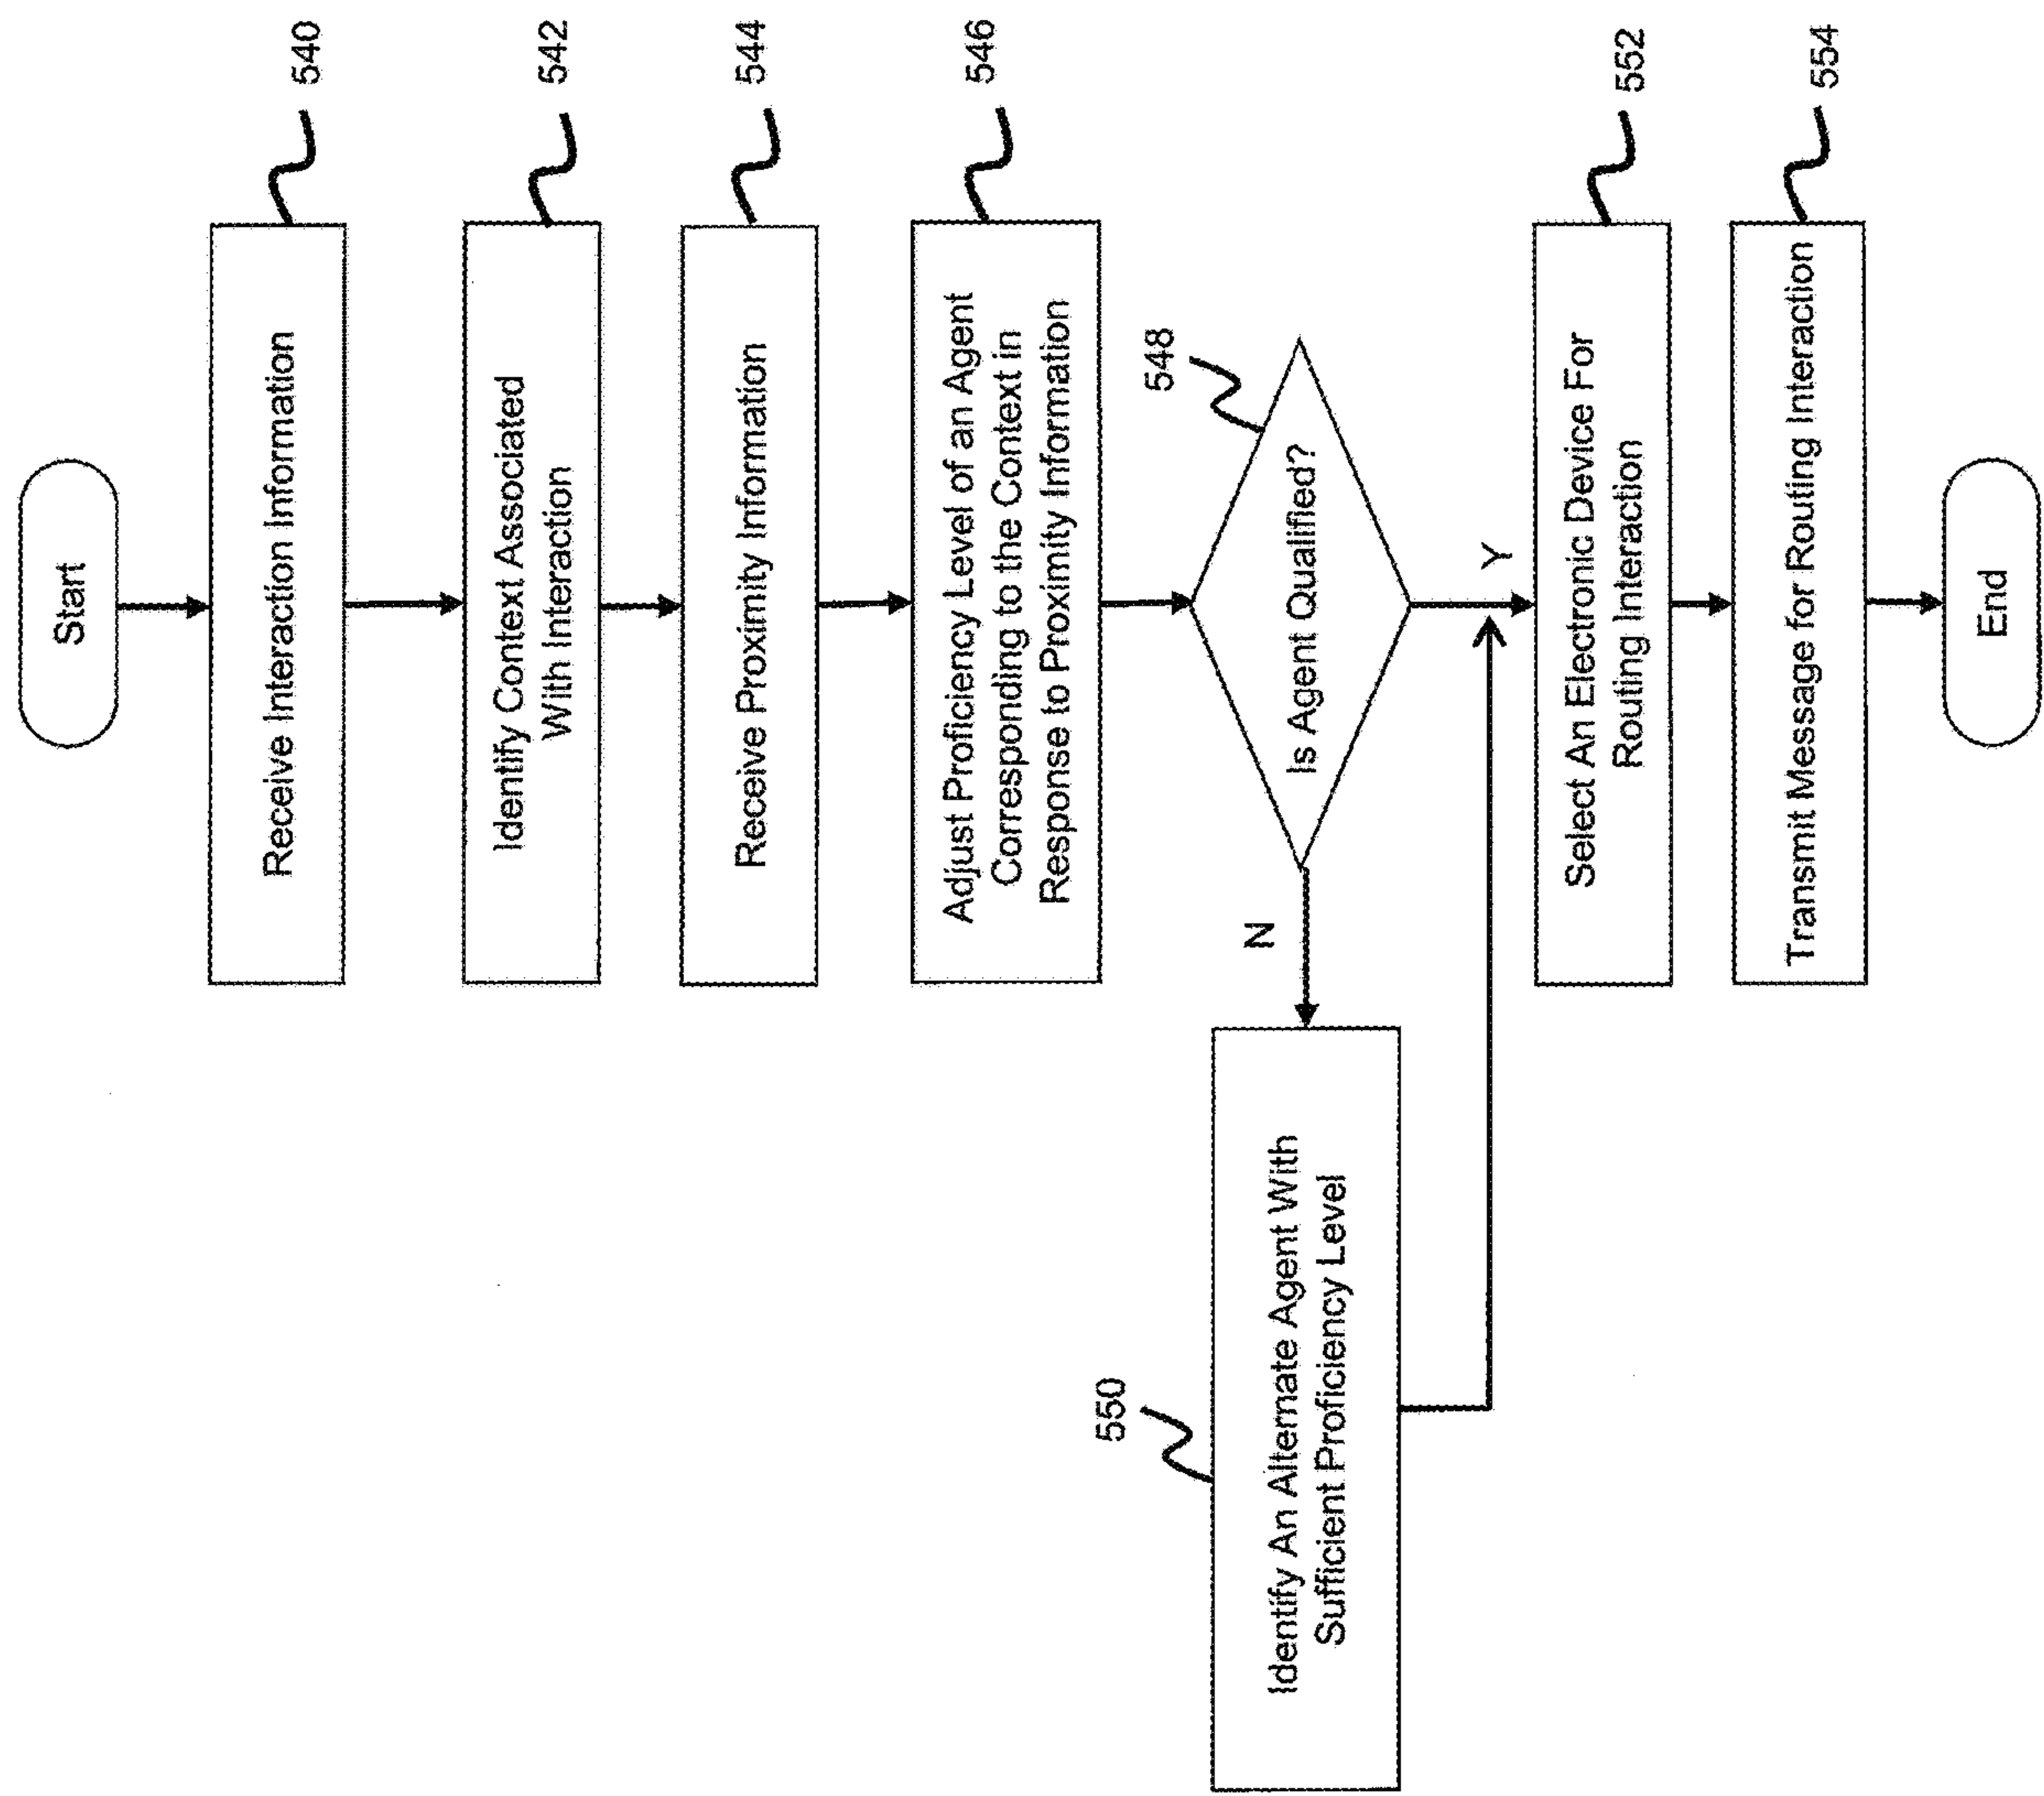 Start
Receive Interaction Information
540
Identify Context Associated
With Interaction
542
Receive Proximity Information
544
Adjust Proficiency Level of an Agent
Corresponding to the Context in
Response to Proximity Information
546
Is Agent Qualified?
548
N
Y
Identify An Alternate Agent With
Sufficient Proficiency Level
550
Select An Electronic Device For
Routing Interaction
552
Transmit Message for Routing Interaction
554
End